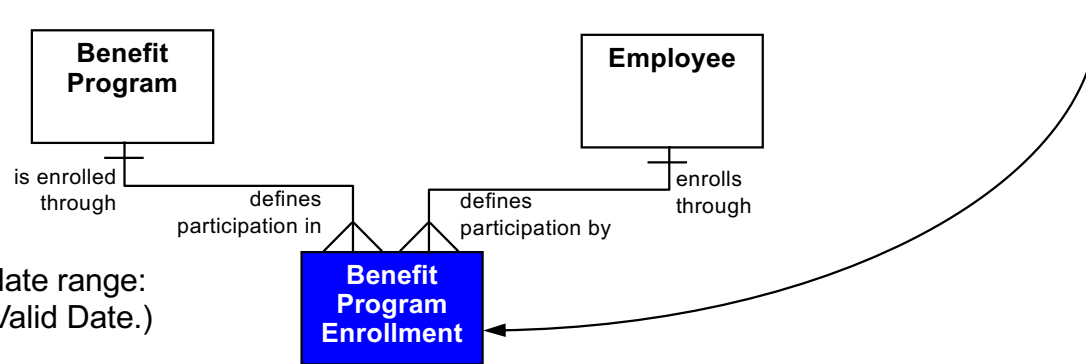 Benefit
Program
Employee
is enrolled
through
defines
participation in
defines
participation by
enrolls
through
date range:
Valid Date.)
Benefit
Program
Enrollment